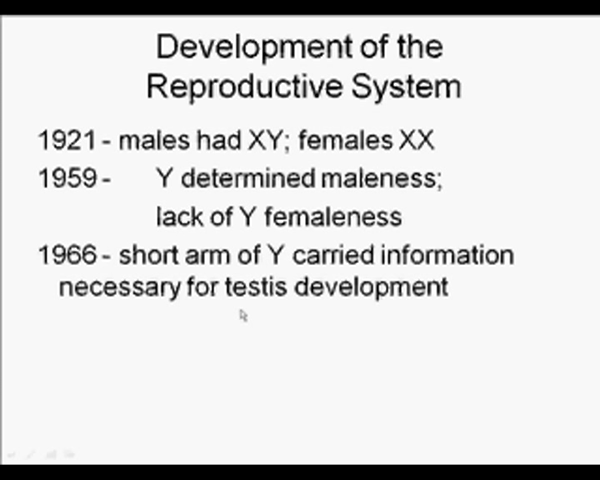 Development of the
Reproductive System
1921 - males had XY; females XX
1959 - Y determined maleness;
lack of Y femaleness
1966 - short arm of Y carried information
necessary for testis development